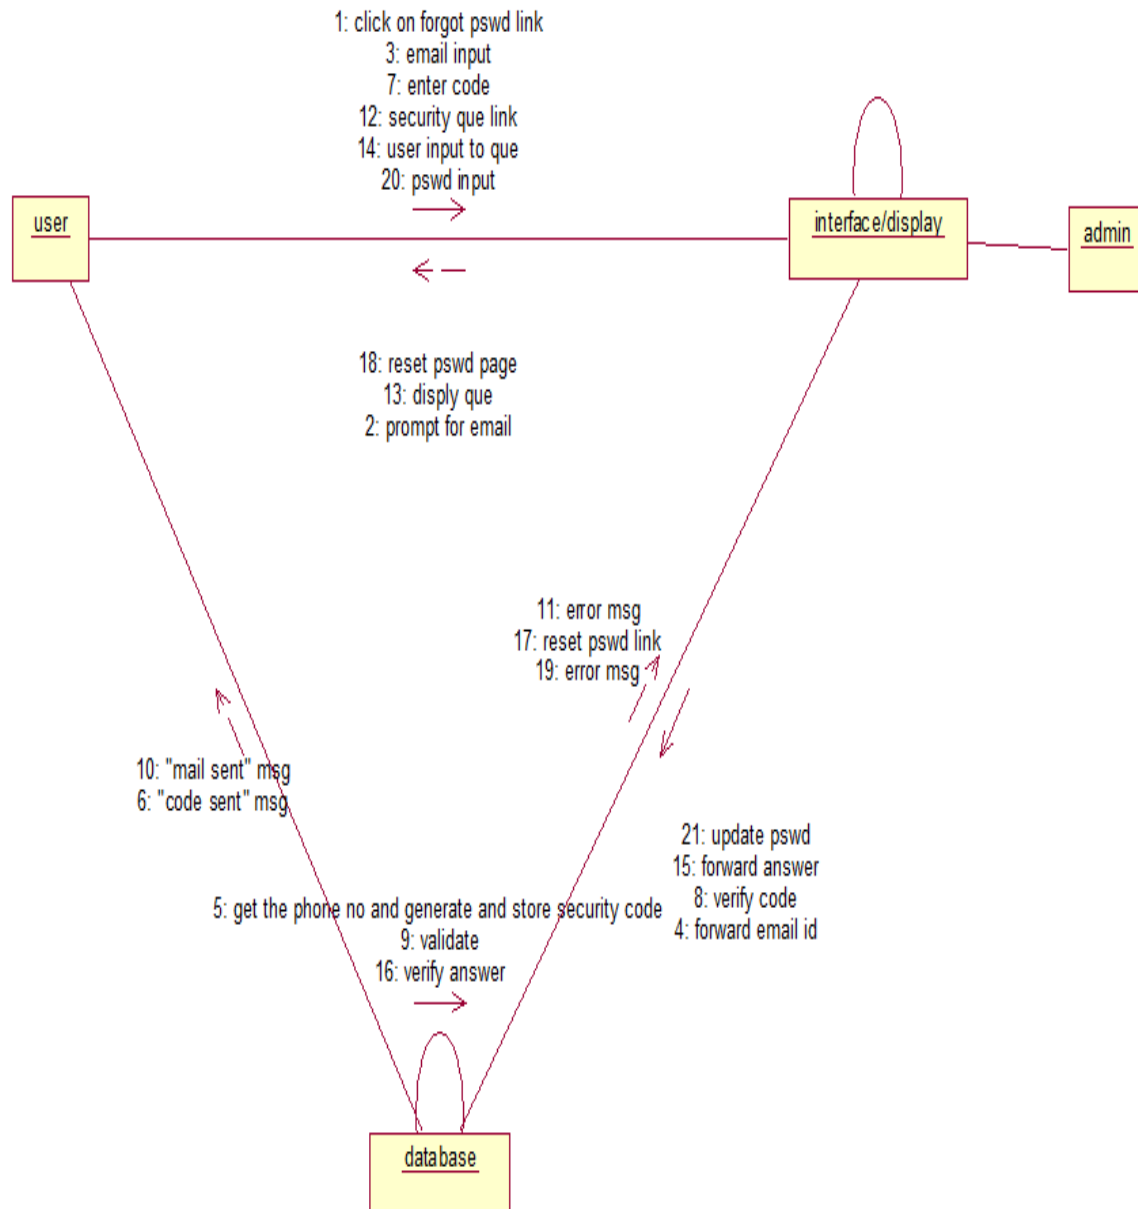 1: click on forgot pswd link
3: email input
7: enter code
12: security que link
14: user input to que
20: pswd input
user
interface/display
admin
18: reset pswd page
13: disply que
2: prompt for email
11: error msg
17: reset pswd link
19: error msg
10: "mail sent" msg
6: "code sent" msg
21: update pswd
15: forward answer
8: verify code
4: forward email id
5: get the phone no and generate and store security code
9: validate
16: verify answer
database